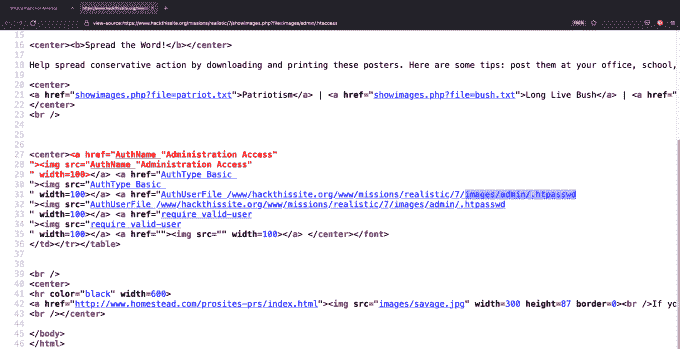 view-source:https://www.hackthissite.org/missions/realistic/7/showimages.php?file=images/admin/.htaccess
15
16 <center><b>Spread the Word!</b></center>
17
18 Help spread conservative action by downloading and printing these posters. Here are some tips: post them at your office, school,
19
20 <center>
21 <a href="showimages.php?file=patriot.txt">Patriotism</a> | <a href="showimages.php?file=bush.txt">Long Live Bush</a> | <a href="
22 </center>
23 <br />
24
25
26
27 <center><a href="AuthName "Administration Access"
28 "><img src="AuthName "Administration Access"
29 " width=100></a> <a href="AuthType Basic
30 "><img src="AuthType Basic
31 " width=100></a> <a href="AuthUserFile /www/hackthissite.org/www/missions/realistic/7/images/admin/.htpasswd
32 "><img src="AuthUserFile /www/hackthissite.org/www/missions/realistic/7/images/admin/.htpasswd
33 " width=100></a> <a href="require valid-user
34 "><img src="require valid-user
35 " width=100></a> <a href=""><img src="" width=100></a> </center></font>
36 </td></tr></table>
37
38
39 <br />
40 <center>
41 <hr color="black" width=600>
42 <a href="http://www.homestead.com/prosites-prs/index.html"><img src="images/savage.jpg" width=300 height=87 border=0><br />If yo
43 <br /></center>
44
45 </body>
46 </html>